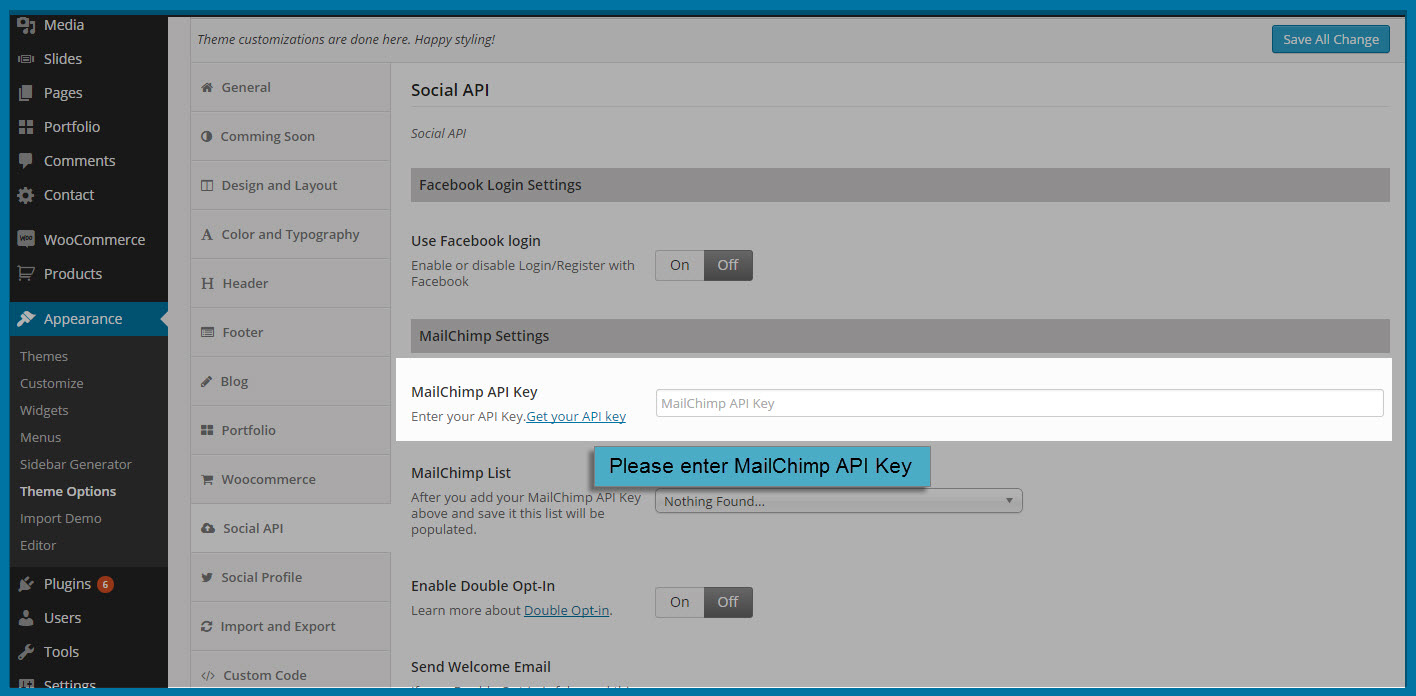 Media
Slides
Pages
Portfolio
Comments
Contact
WOO WooCommerce
Products
Appearance
Themes
Customize
Widgets
Menus
Sidebar Generator
Theme Options
Import Demo
Editor
Plugins 6
Users
Tools
Settings
Theme customizations are done here. Happy styling!
Save All Change
General
Comming Soon
Design and Layout
Color and Typography
Header
Footer
Blog
Portfolio
Woocommerce
Social API
Social Profile
Import and Export
Custom Code
Social API
Social API
Facebook Login Settings
Use Facebook login
Enable or disable Login/Register with
Facebook
On Off
MailChimp Settings
MailChimp API Key
Enter your API Key.Get your API key
MailChimp API Key
Please enter MailChimp API Key
MailChimp List
After you add your MailChimp API Key
above and save it this list will be
populated.
Nothing Found...
Enable Double Opt-In
Learn more about Double Opt-in.
On Off
Send Welcome Email